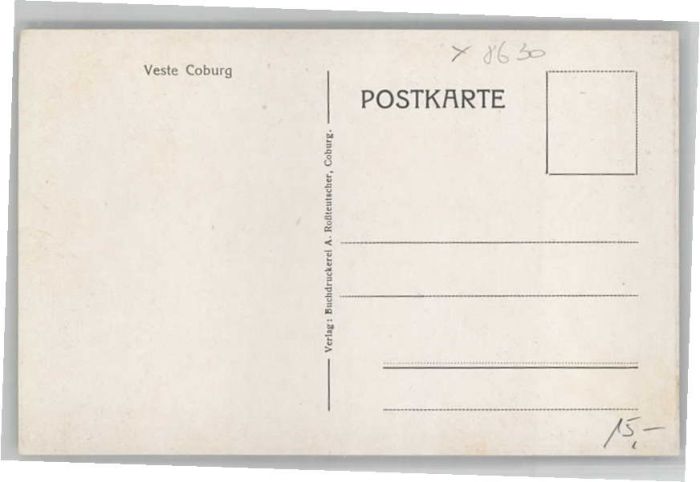 x 8630
Veste Coburg
POSTKARTE
Verlag: Buchdruckerei A. Roßteutscher, Coburg.
15,-